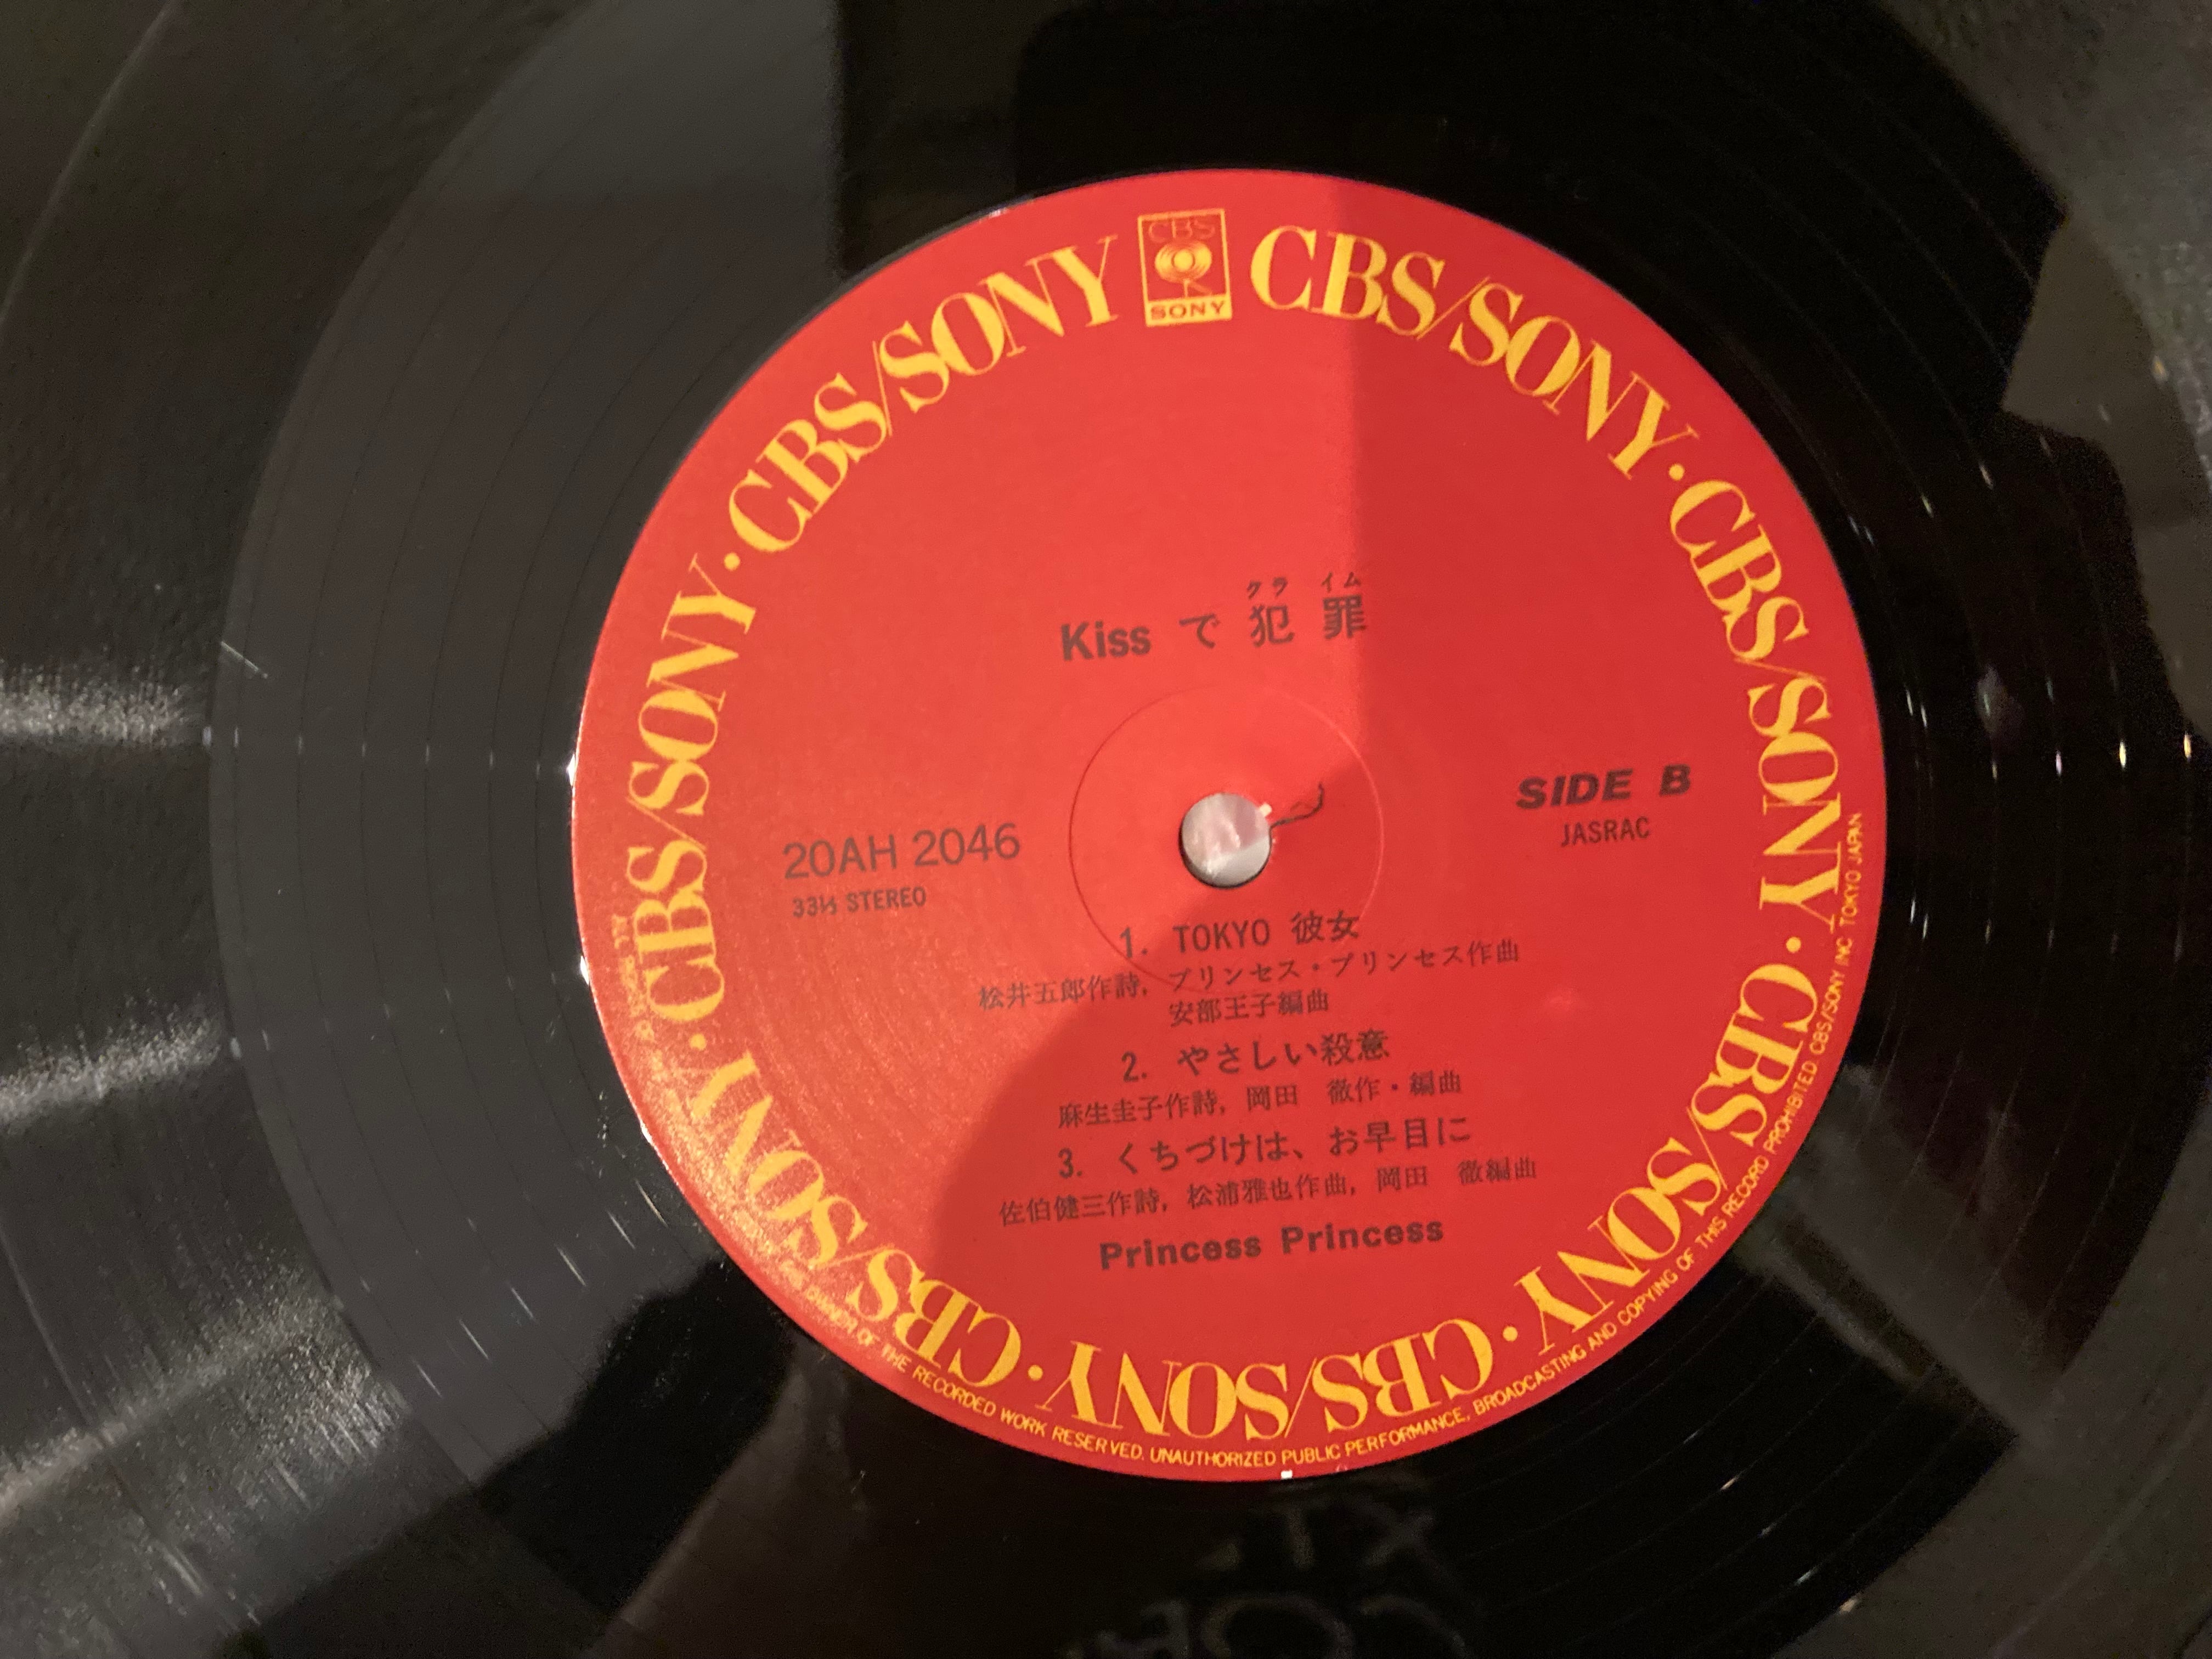 CBS
SONY
CBS/SONY · CBS/SONY · CBS/SONY · CBS/SONY · CBS/SONY · CBS/SONY · CBS/SONY · CBS/SONY
クライム
Kiss で 犯 罪
SIDE B
JASRAC
20AH 2046
33⅓ STEREO
1. TOKYO 彼女
松井五郎作詩, プリンセス・プリンセス作曲
安部王子編曲
2. やさしい殺意
麻生圭子作詩, 岡田 徹作・編曲
3. くちづけは、お早目に
佐伯健三作詩, 松浦雅也作曲, 岡田 徹編曲
Princess Princess
OWNER OF THE RECORDED WORK RESERVED. UNAUTHORIZED PUBLIC PERFORMANCE, BROADCASTING AND COPYING OF THIS RECORD PROHIBITED CBS/SONY INC TOKYO JAPAN